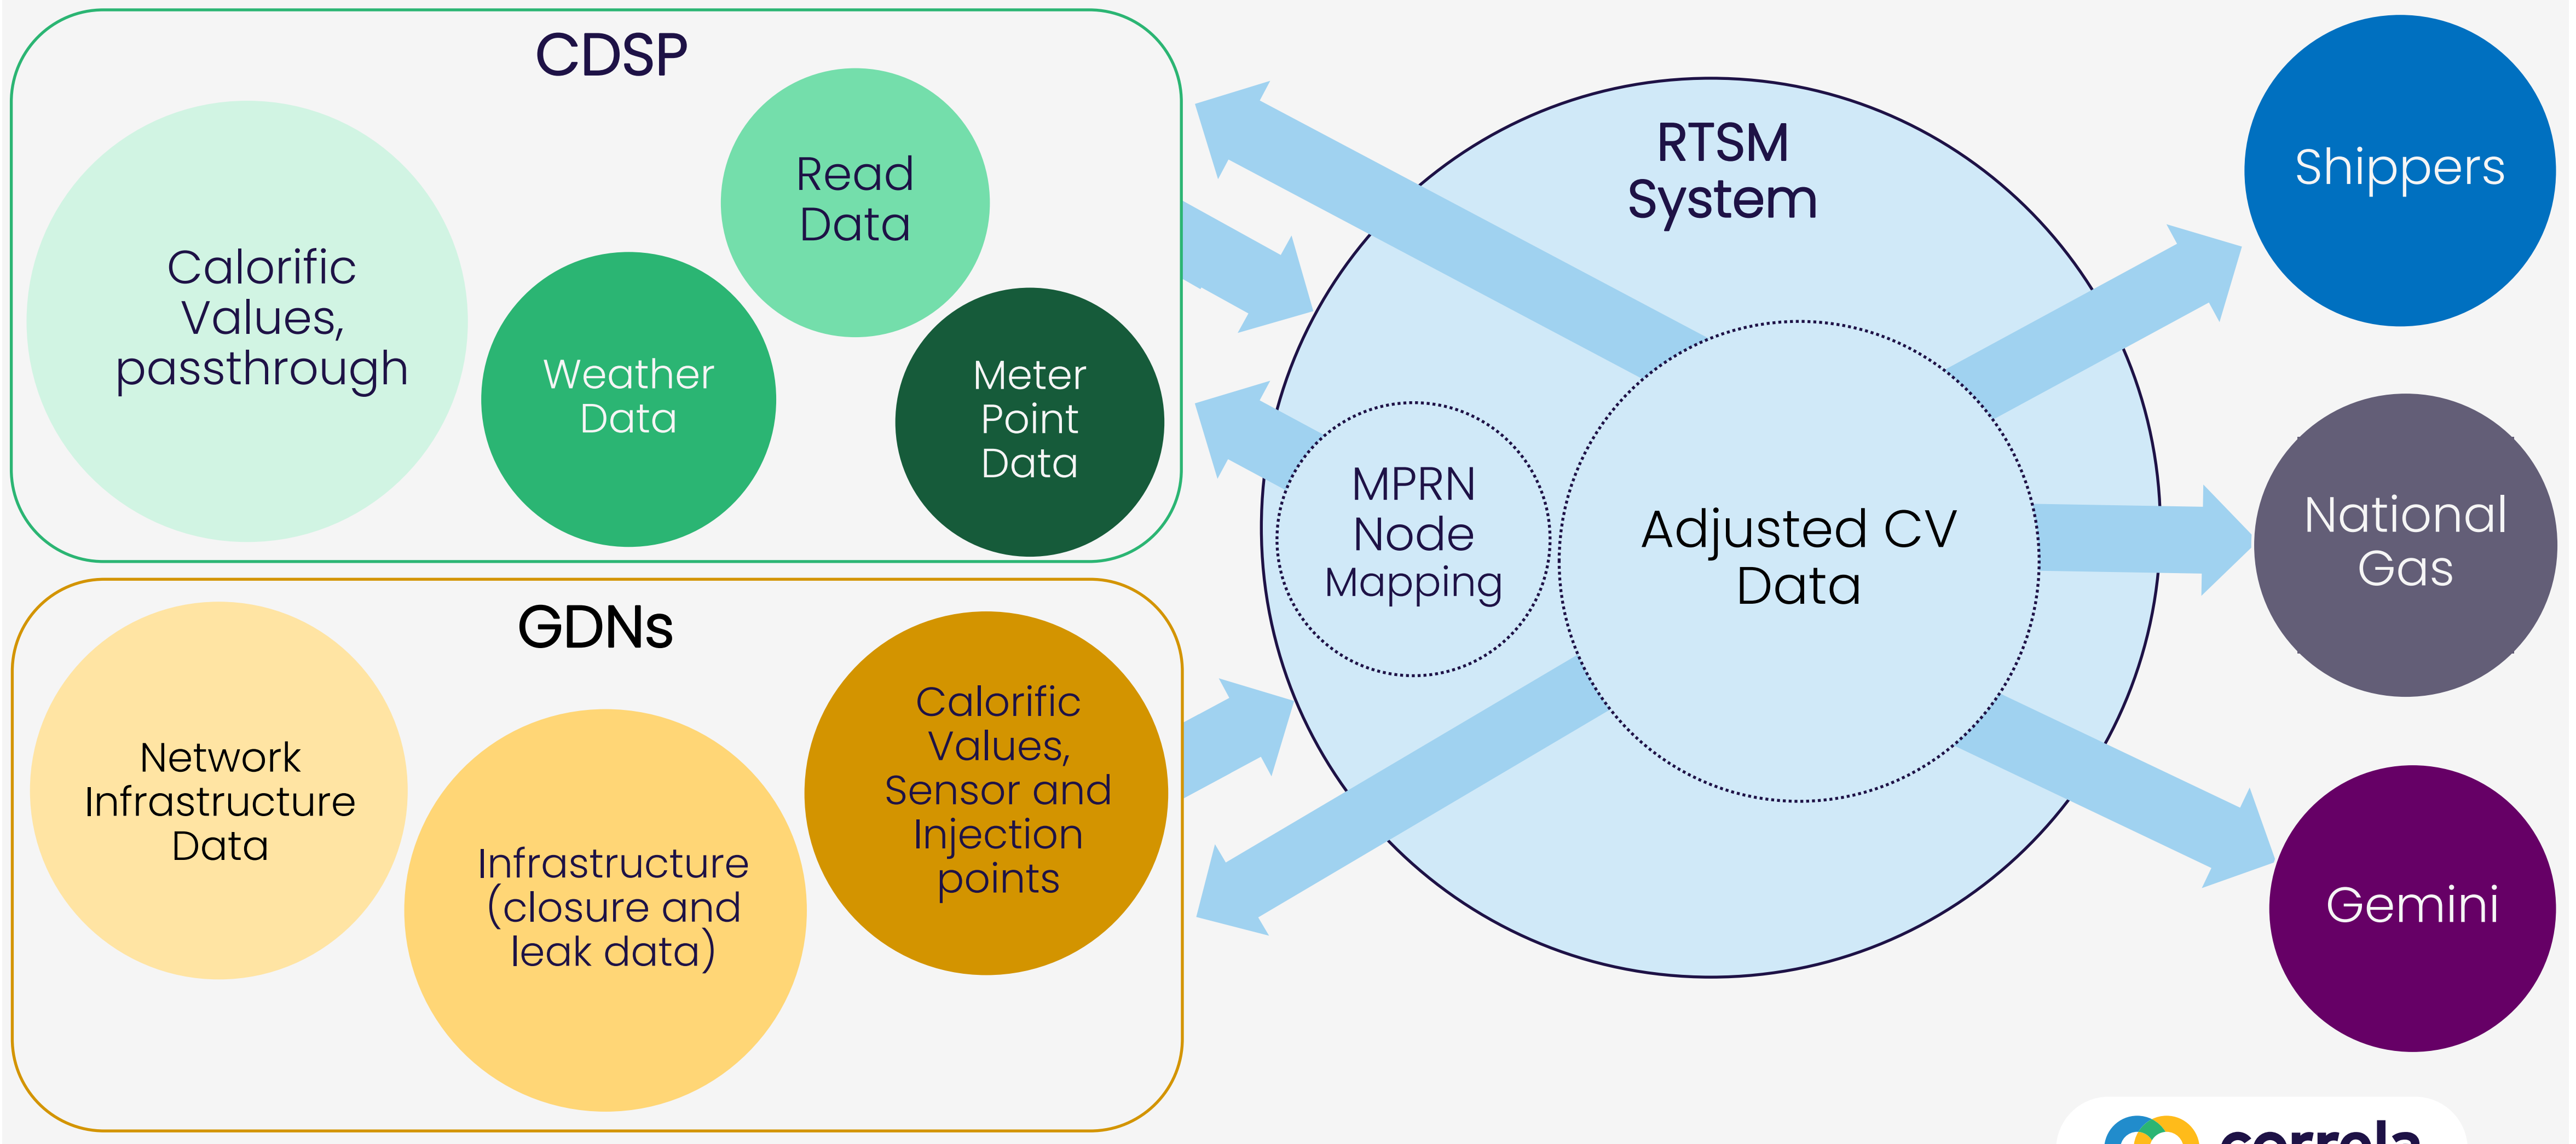 CDSP
Calorific
Values,
passthrough
Weather
Data
Read
Data
Meter
Point
Data
GDNs
Network
Infrastructure
Data
Infrastructure
(closure and
leak data)
Calorific
Values,
Sensor and
Injection
points
RTSM
System
MPRN
Node
Mapping
Adjusted CV
Data
Shippers
National
Gas
Gemini
correla